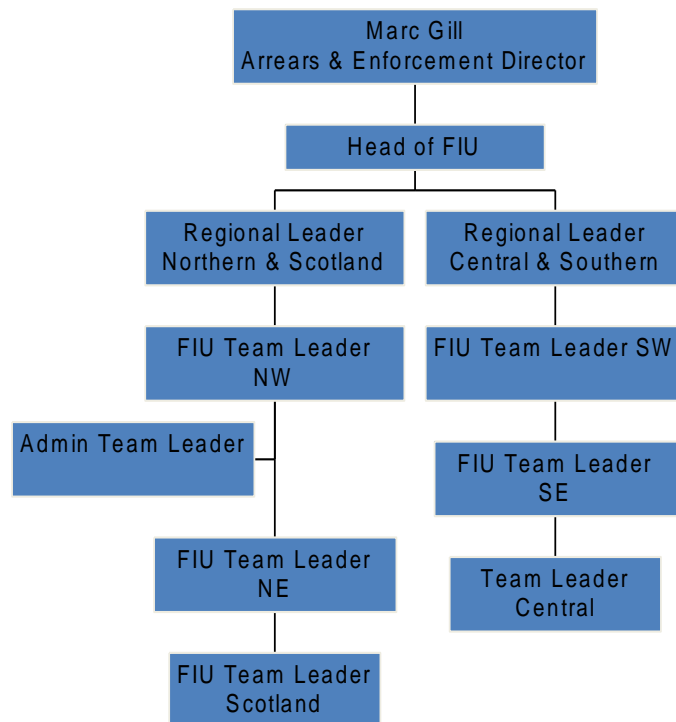 Marc Gill
Arrears & Enforcement Director
Head of FIU
Regional Leader
Northern & Scotland
Regional Leader
Central & Southern
FIU Team Leader
NW
FIU Team Leader SW
Admin Team Leader
FIU Team Leader
SE
FIU Team Leader
NE
Team Leader
Central
FIU Team Leader
Scotland